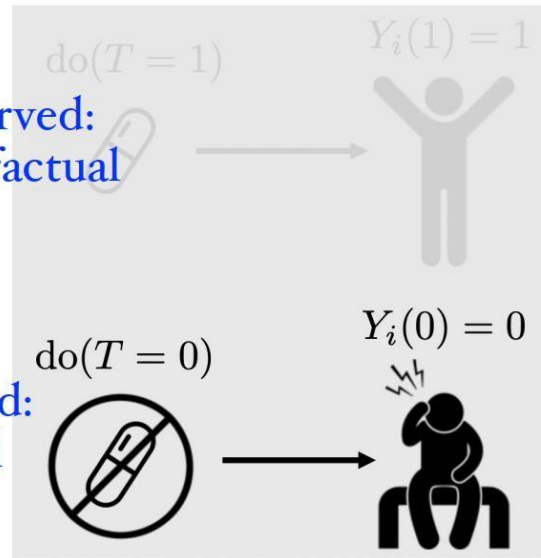 do(T = 1)
Y_i(1) = 1
rved:
factual
Y_i(0) = 0
do(T = 0)
d: